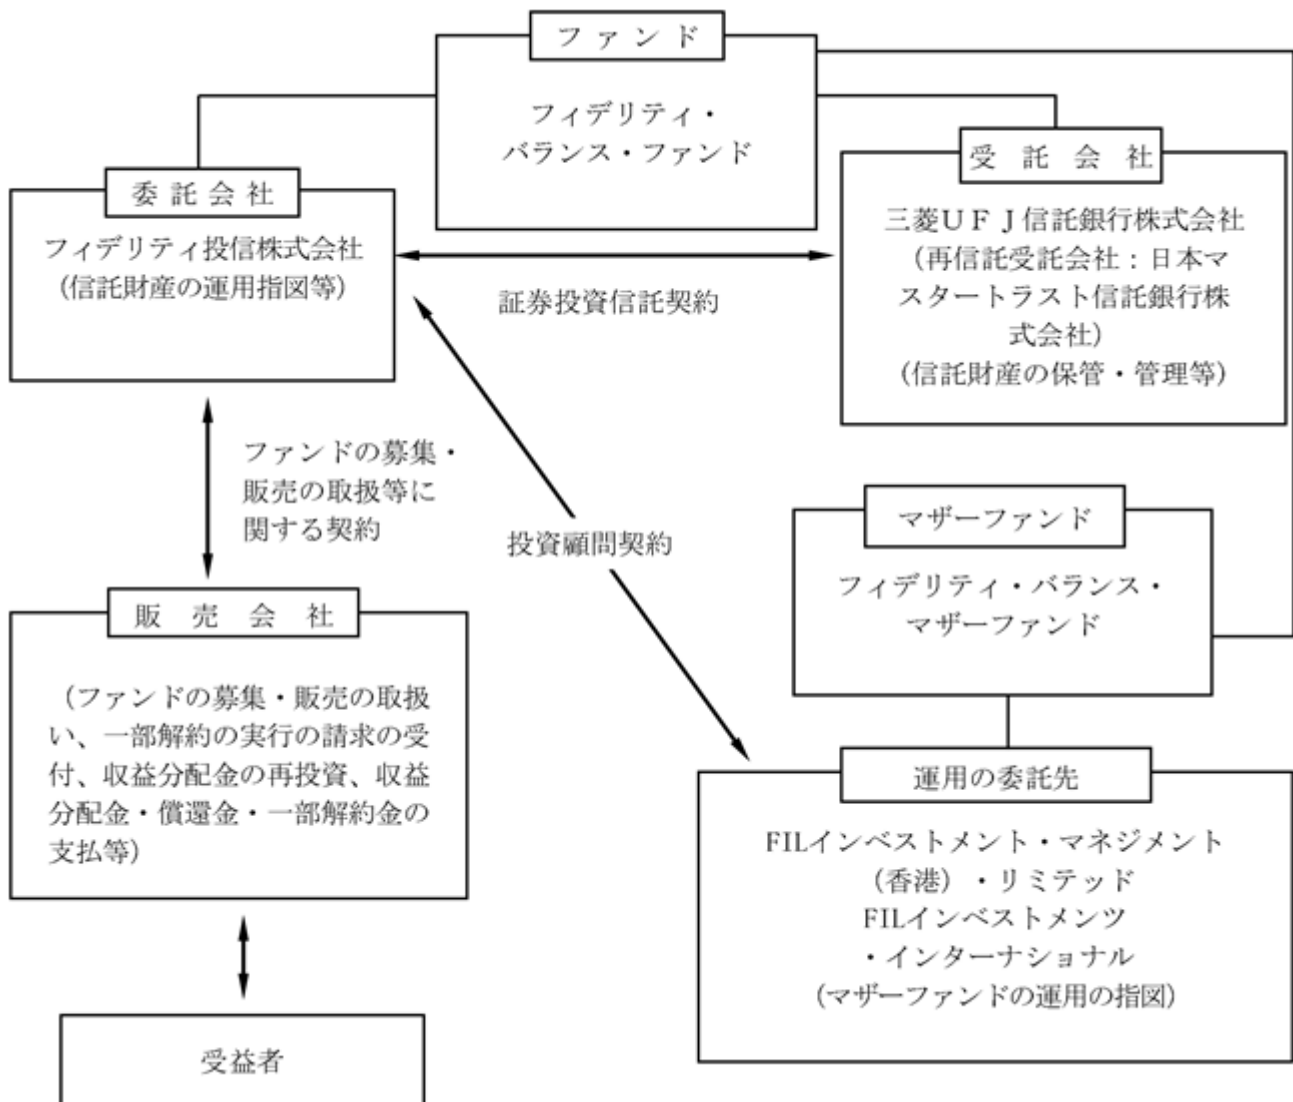 ファンド
フィデリティ・
バランス・ファンド
委託会社
フィデリティ投信株式会社
(信託財産の運用指図等)
証券投資信託契約
受託会社
三菱UFJ信託銀行株式会社
(再信託受託会社:日本マ
スタートラスト信託銀行株
式会社)
(信託財産の保管・管理等)
ファンドの募集・
販売の取扱等に
関する契約
投資顧問契約
マザーファンド
フィデリティ・バランス・
マザーファンド
販売会社
(ファンドの募集・販売の取扱
い、一部解約の実行の請求の受
付、収益分配金の再投資、収益
分配金・償還金・一部解約金の
支払等)
運用の委託先
FILインベストメント・マネジメント
(香港)・リミテッド
FILインベストメンツ
・インターナショナル
(マザーファンドの運用の指図)
受益者